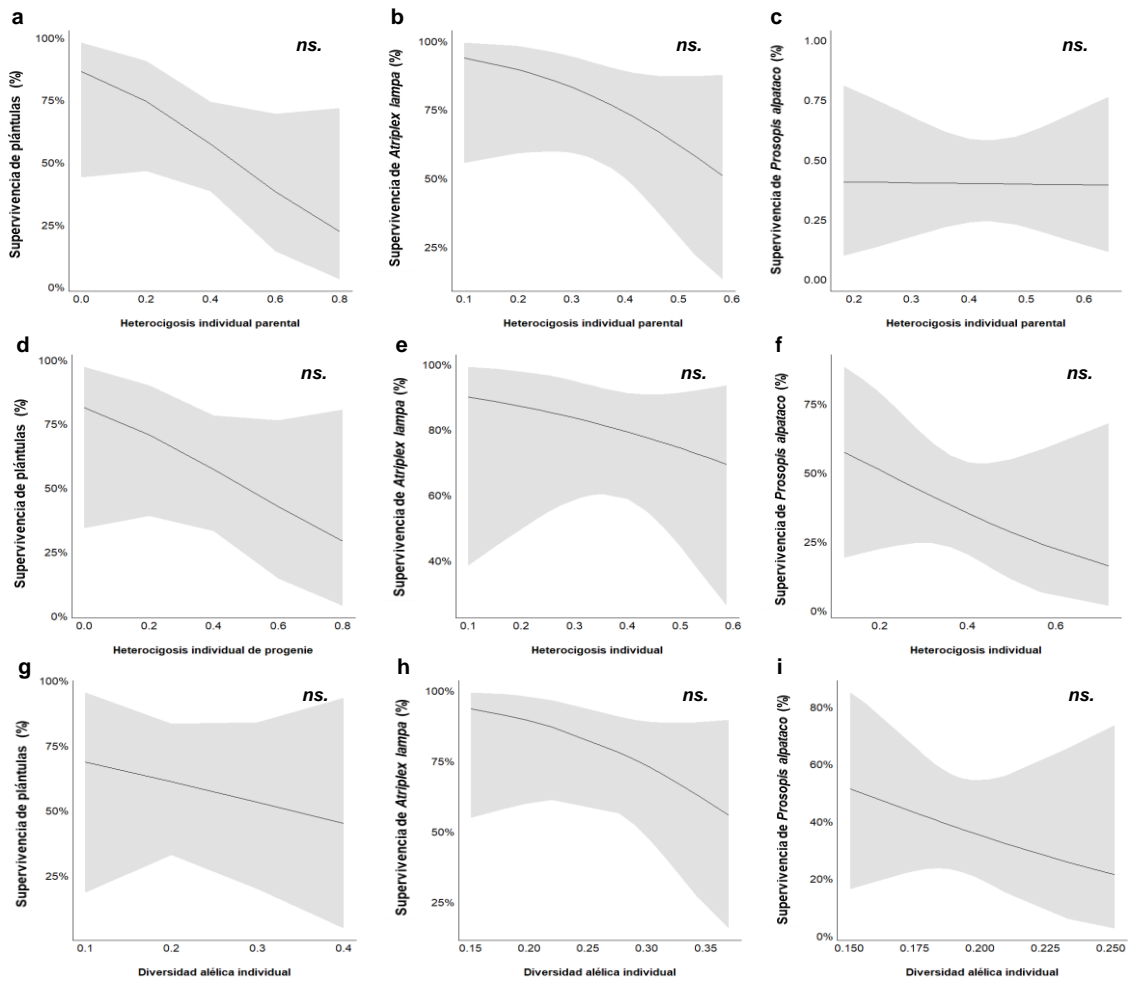 a
ns.
Supervivencia de plántulas (%)
100%
75%
50%
25%
0%
0.0 0.2 0.4 0.6 0.8
Heterocigosis individual parental
b
ns.
Supervivencia de Atriplex lampa (%)
100%
75%
50%
25%
0.1 0.2 0.3 0.4 0.5 0.6
Heterocigosis individual parental
c
ns.
Supervivencia de Prosopis alpataco (%)
1.00
0.75
0.50
0.25
0.00
0.2 0.3 0.4 0.5 0.6
Heterocigosis individual parental
d
ns.
Supervivencia de plántulas (%)
100%
75%
50%
25%
0%
0.0 0.2 0.4 0.6 0.8
Heterocigosis individual de progenie
e
ns.
Supervivencia de Atriplex lampa (%)
100%
80%
60%
40%
0.1 0.2 0.3 0.4 0.5 0.6
Heterocigosis individual
f
ns.
Supervivencia de Prosopis alpataco (%)
75%
50%
25%
0%
0.2 0.4 0.6
Heterocigosis individual
g
ns.
Supervivencia de plántulas (%)
100%
75%
50%
25%
0.1 0.2 0.3 0.4
Diversidad alélica individual
h
ns.
Supervivencia de Atriplex lampa (%)
100%
75%
50%
25%
0.15 0.20 0.25 0.30 0.35
Diversidad alélica individual
i
ns.
Supervivencia de Prosopis alpataco (%)
80%
60%
40%
20%
0%
0.150 0.175 0.200 0.225 0.250
Diversidad alélica individual